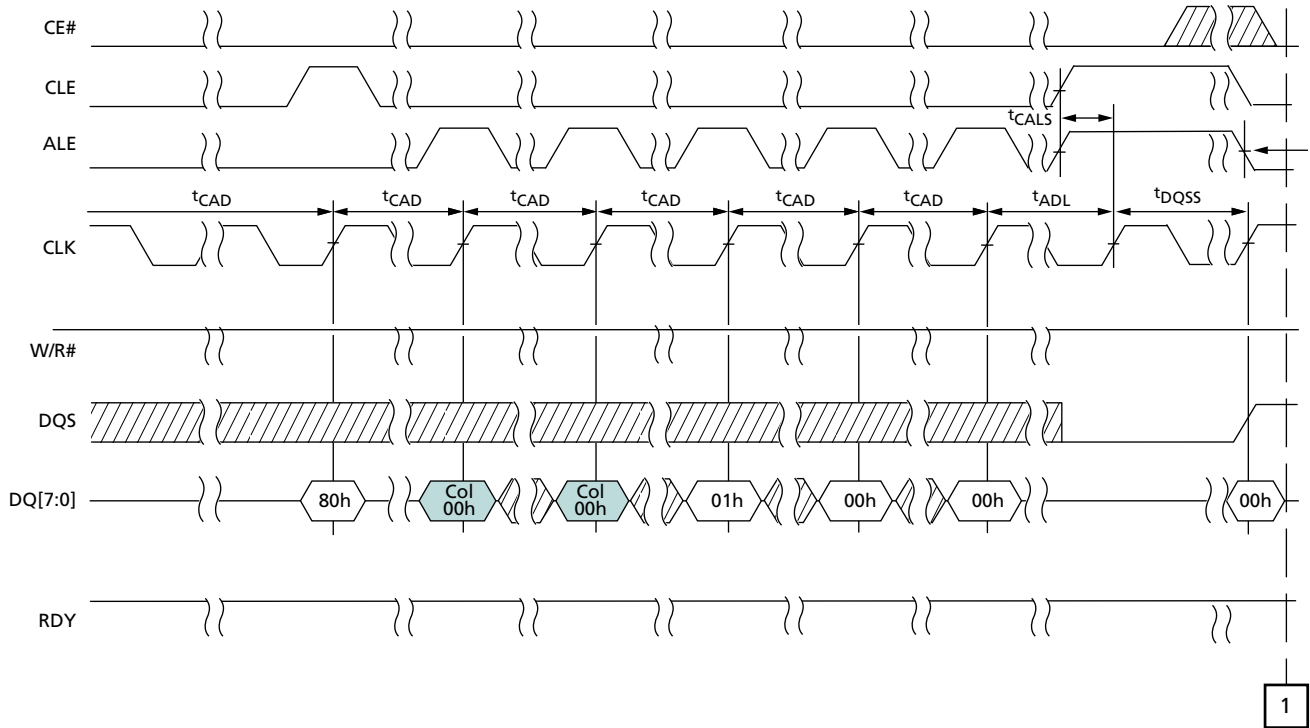 CE#
CLE
tCALS
ALE
tCAD tCAD tCAD tCAD tCAD tCAD tADL tDQSS
CLK
W/R#
DQS
DQ[7:0] 80h Col 00h Col 00h 01h 00h 00h 00h
RDY
1